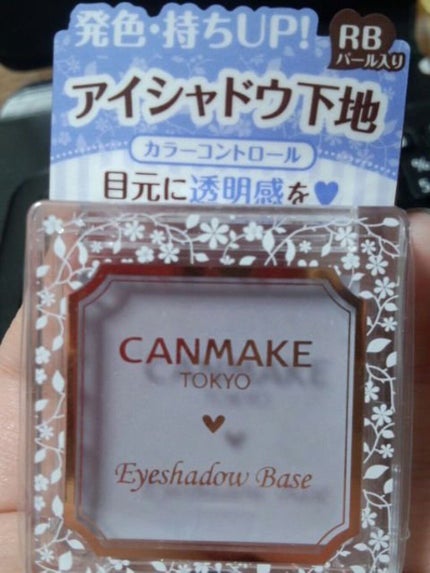 発色・持ちUP!
RB
パール入り
アイシャドウ下地
カラーコントロール
目元に透明感を
CANMAKE
TOKYO
Eyeshadow Base